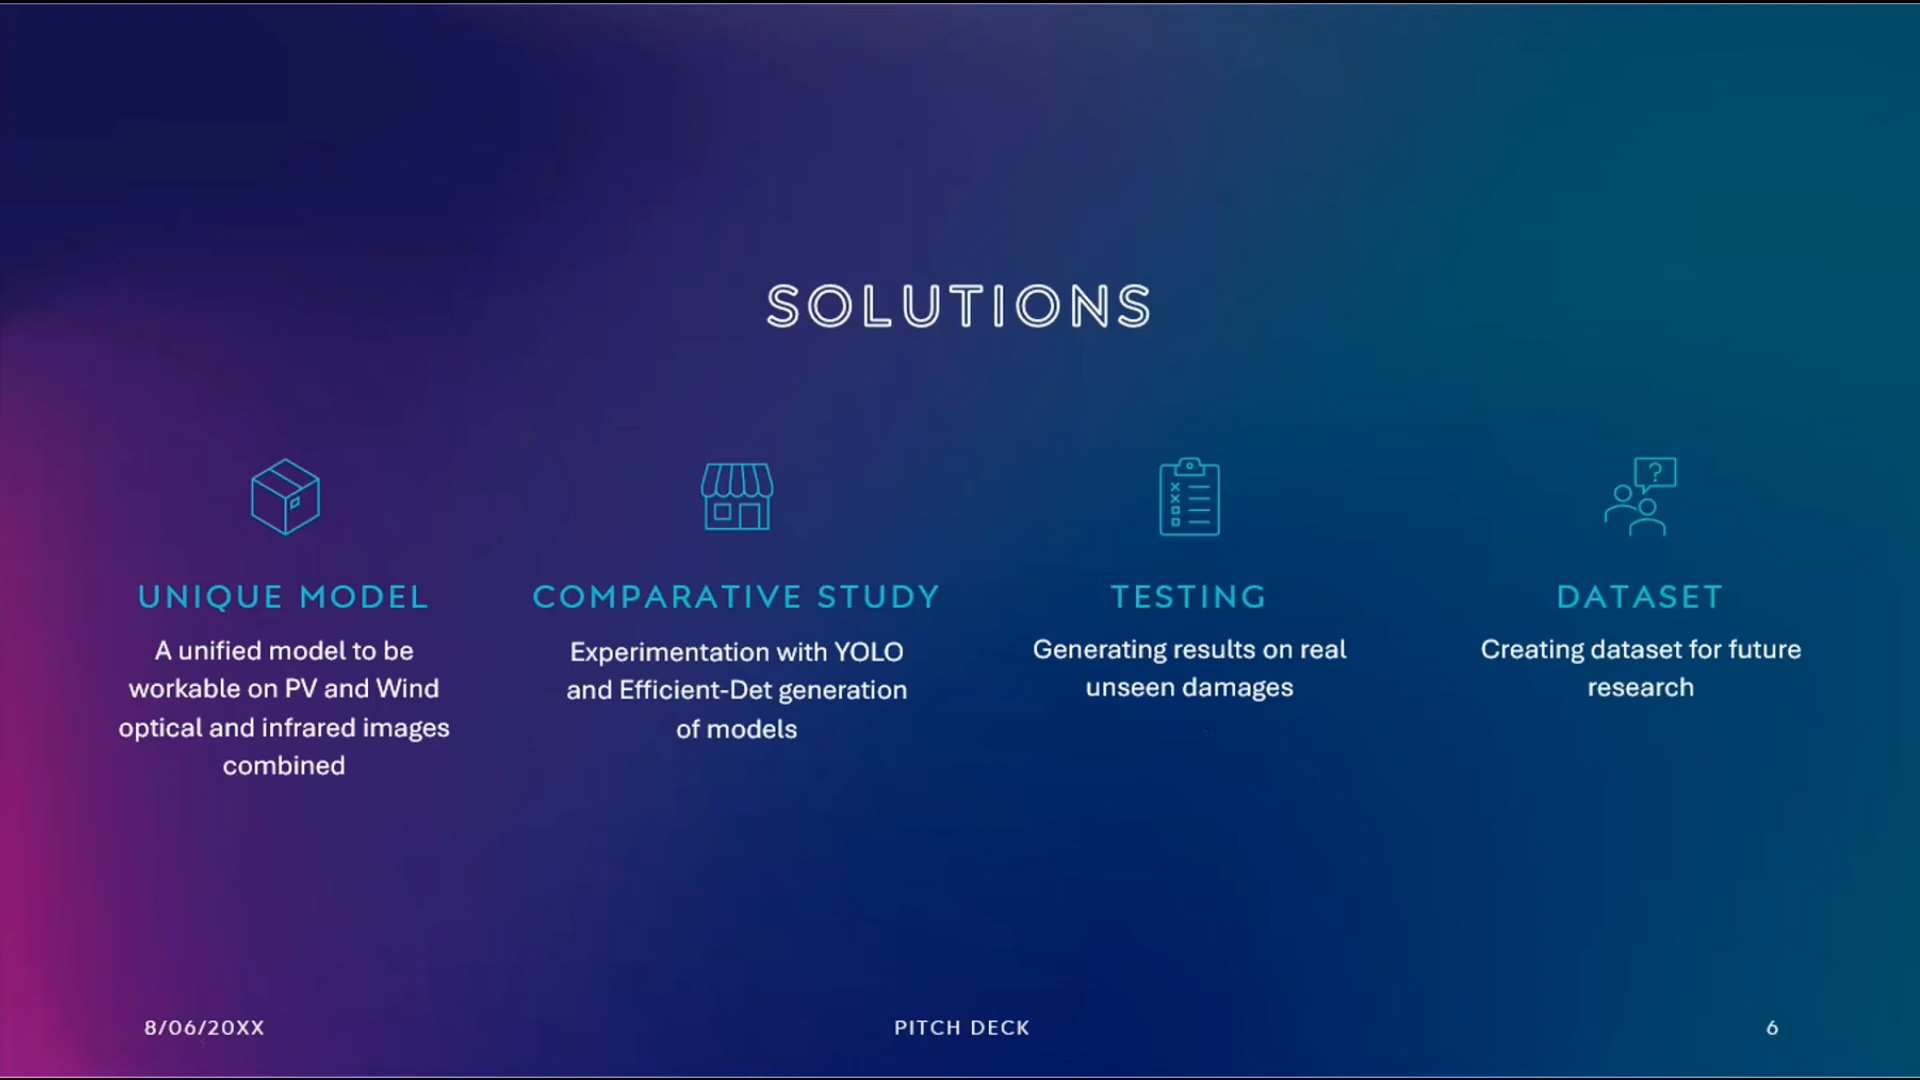 SOLUTIONS
?
UNIQUE MODEL
A unified model to be
workable on PV and Wind
optical and infrared images
combined
COMPARATIVE STUDY
Experimentation with YOLO
and Efficient-Det generation
of models
TESTING
Generating results on real
unseen damages
DATASET
Creating dataset for future
research
8/06/20XX
PITCH DECK
6